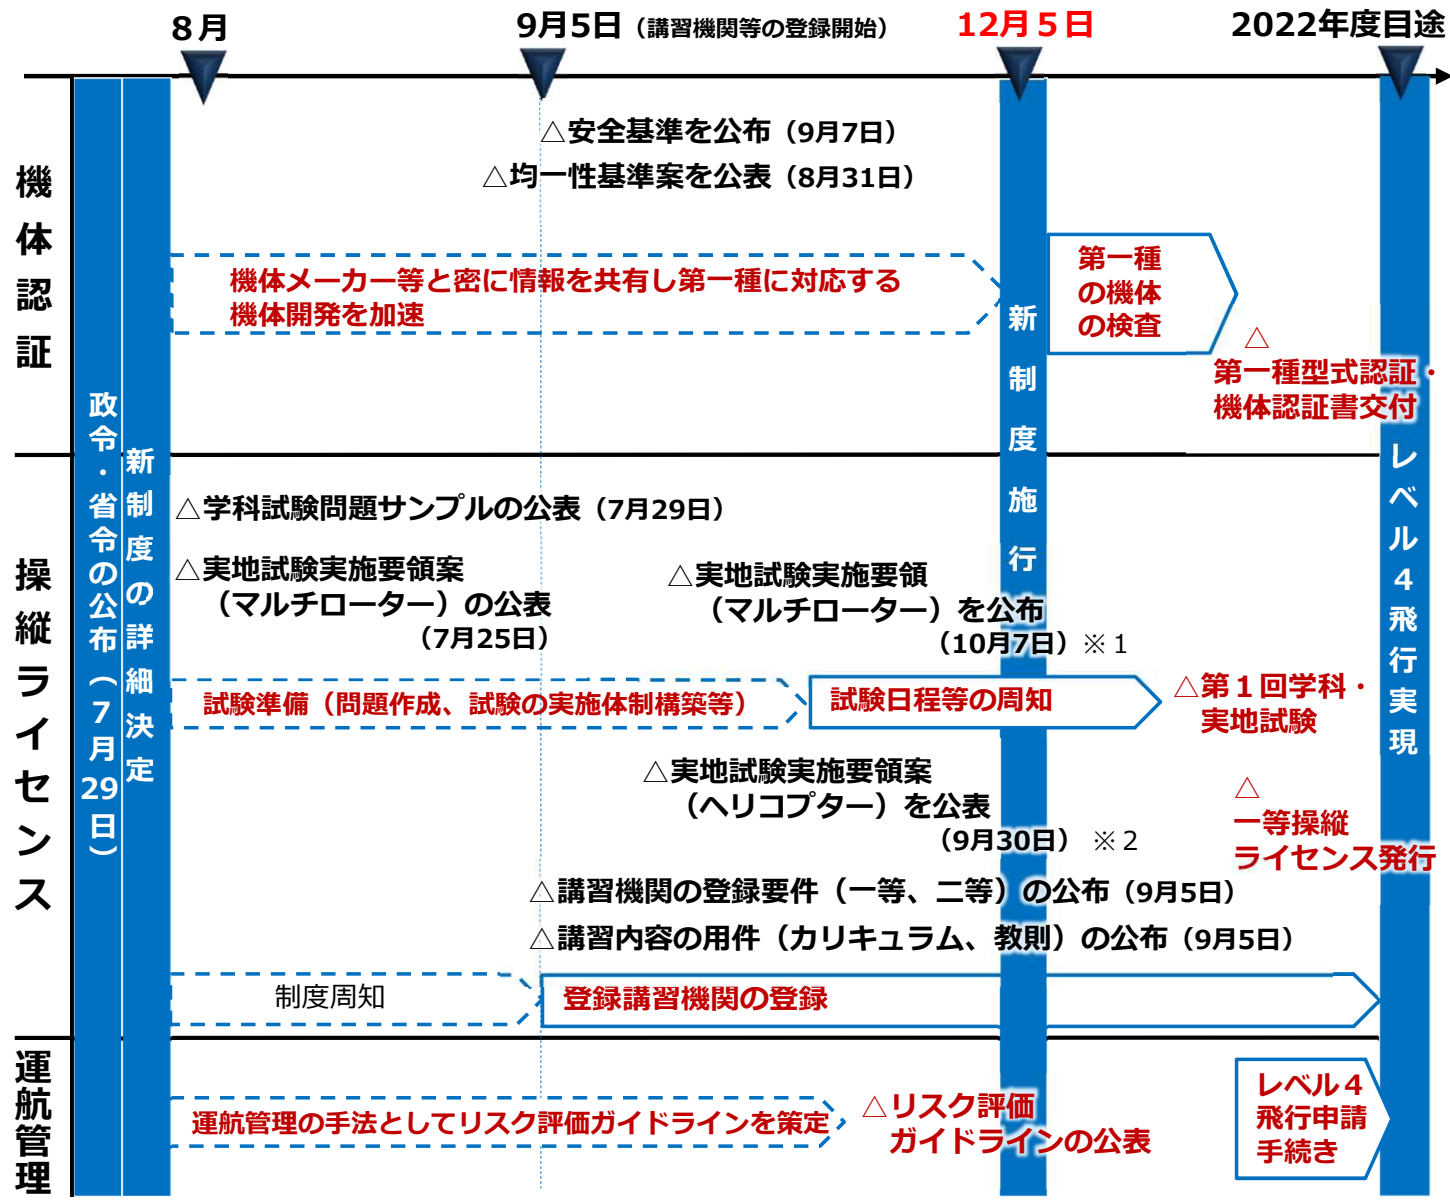 8月
9月5日（講習機関等の登録開始）
12月５日
2022年度目途
機体認証
△安全基準を公布（9月7日）
△均一性基準案を公表（8月31日）
機体メーカー等と密に情報を共有し第一種に対応する
機体開発を加速
第一種
の機体
の検査
△
第一種型式認証・
機体認証書交付
政令・省令の公布（7月29日）
新制度の詳細決定
新制度施行
レベル４飛行実現
操縦ライセンス
△学科試験問題サンプルの公表（7月29日）
△実地試験実施要領案
（マルチローター）の公表
（7月25日）
△実地試験実施要領
（マルチローター）を公布
（10月7日）※１
試験準備（問題作成、試験の実施体制構築等）
試験日程等の周知
△第１回学科・
実地試験
△実地試験実施要領案
（ヘリコプター）を公表
（9月30日）※２
△
一等操縦
ライセンス発行
△講習機関の登録要件（一等、二等）の公布（9月5日）
△講習内容の用件（カリキュラム、教則）の公布（9月5日）
制度周知
登録講習機関の登録
運航管理
運航管理の手法としてリスク評価ガイドラインを策定
△リスク評価
ガイドラインの公表
レベル４
飛行申請
手続き